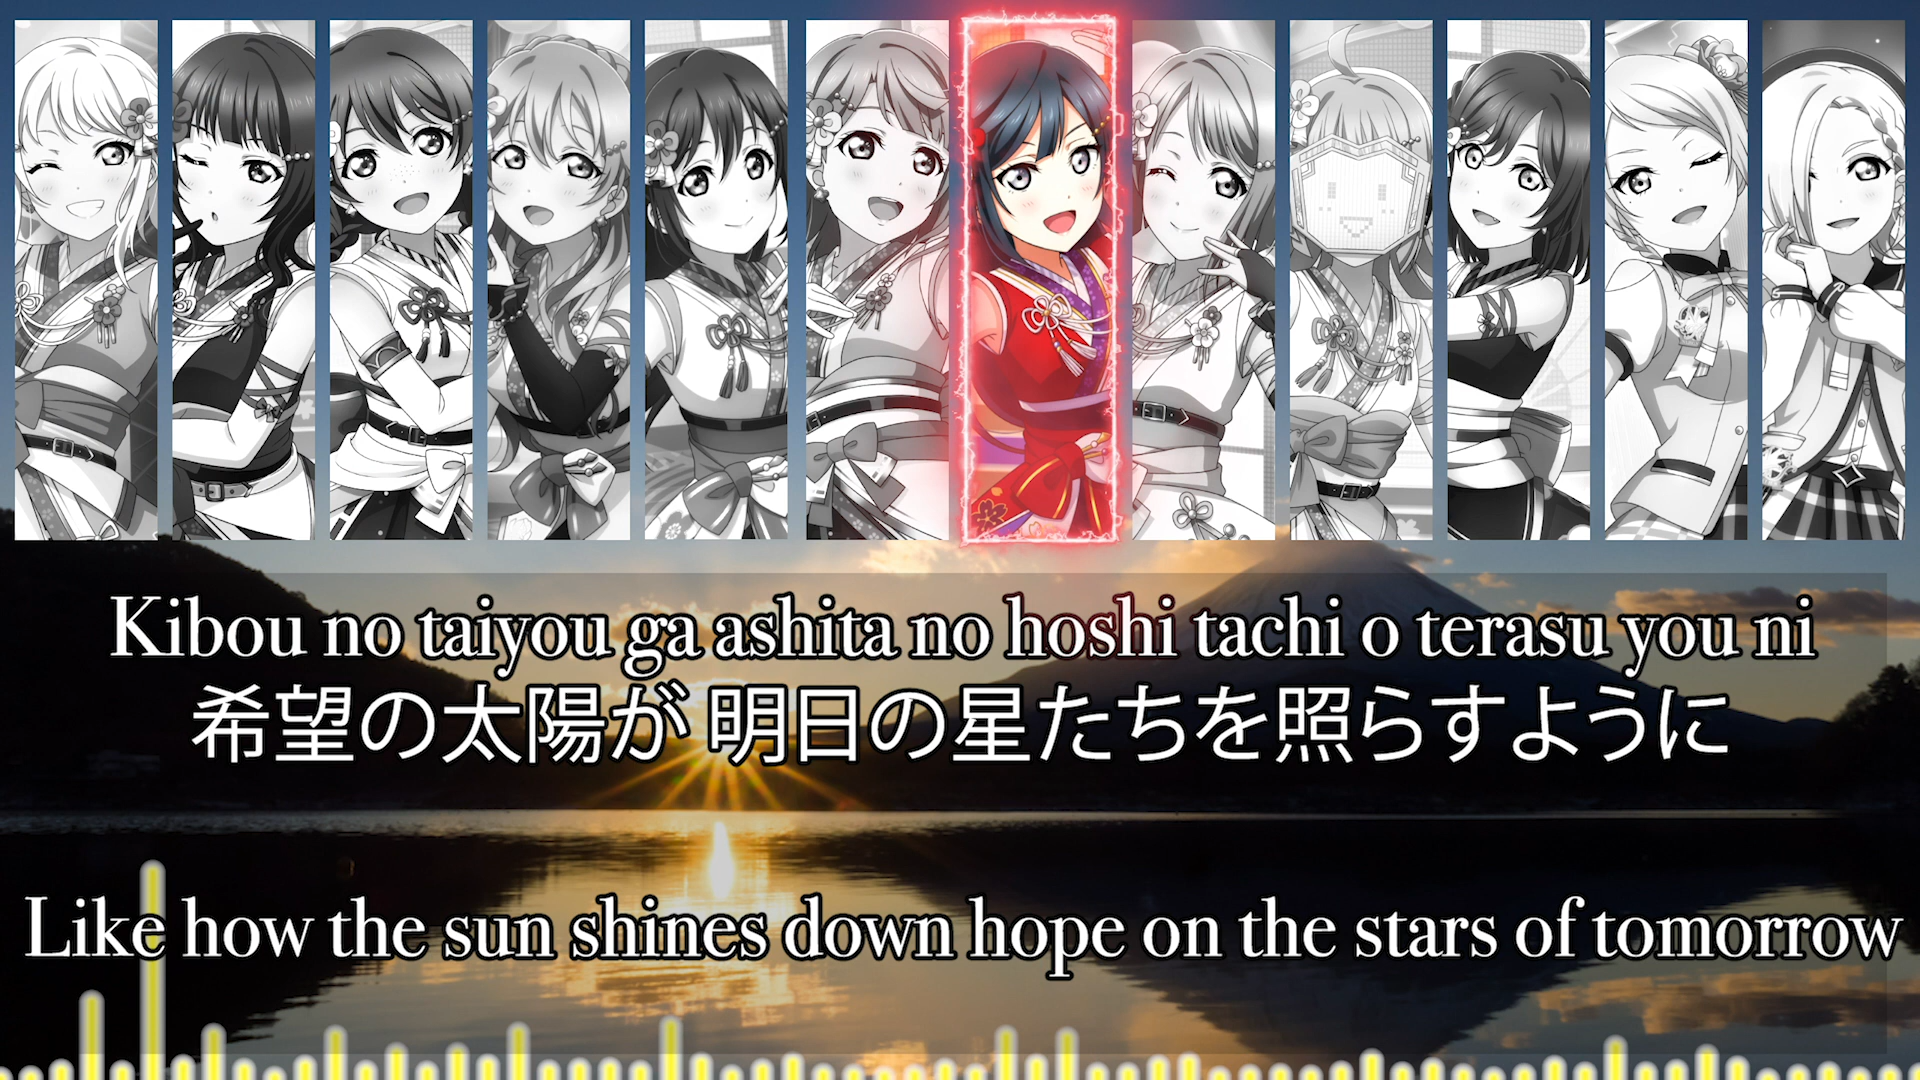 Kibou no taiyou ga ashita no hoshi tachi o terasu you ni
希望の太陽が 明日の星たちを照らすように
Like how the sun shines down hope on the stars of tomorrow